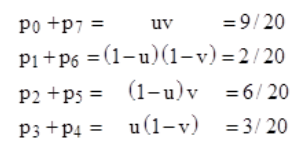 p₀ + p₇ = uv = 9/20
p₁ + p₆ = (1-u)(1-v) = 2/20
p₂ + p₅ = (1-u)v = 6/20
p₃ + p₄ = u(1-v) = 3/20